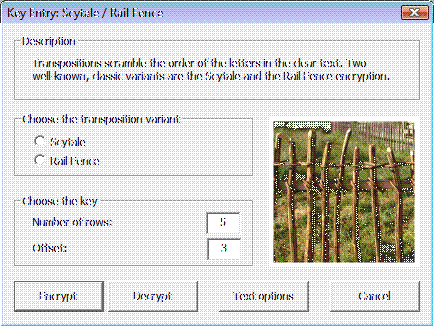 Key Entry: Scytale / Rail Fence
Description
Transpositions scramble the order of the letters in the clear text. Two
well-known, classic variants are the Scytale and the Rail Fence encryption.
Choose the transposition variant
Scytale
Rail Fence
Choose the key
Number of rows: 5
Offset: 3
Encrypt Decrypt Text options Cancel